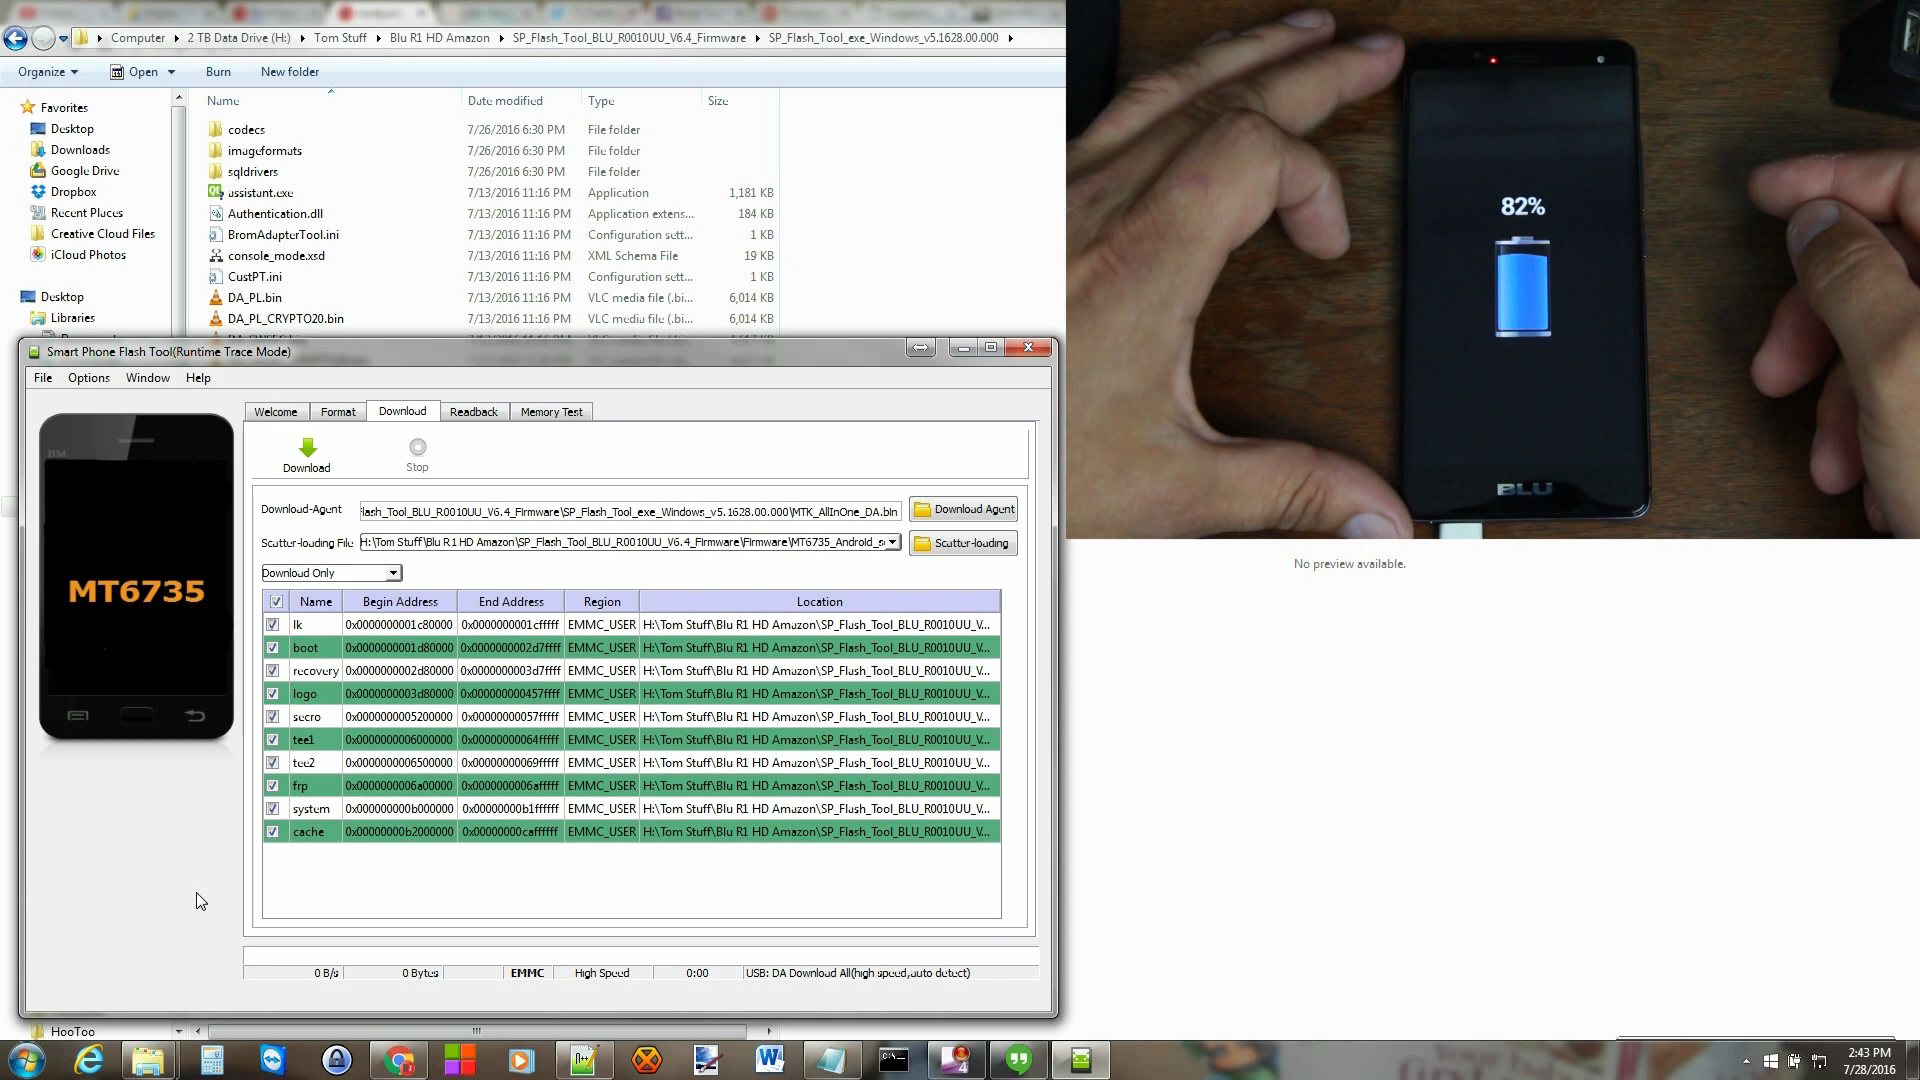 Computer ▸ 2 TB Data Drive (H:) ▸ Tom Stuff ▸ Blu R1 HD Amazon ▸ SP_Flash_Tool_BLU_R0010UU_V6.4_Firmware ▸ SP_Flash_Tool_exe_Windows_v5.1628.00.000 ▸
Organize Open Burn New folder
Name Date modified Type Size
Favorites
Desktop
Downloads
Google Drive
Dropbox
Recent Places
Creative Cloud Files
iCloud Photos
Desktop
Libraries
codecs 7/26/2016 6:30 PM File folder
imageformats 7/26/2016 6:30 PM File folder
sqldrivers 7/26/2016 6:30 PM File folder
assistant.exe 7/13/2016 11:16 PM Application 1,181 KB
Authentication.dll 7/13/2016 11:16 PM Application extens... 184 KB
BromAdapterTool.ini 7/13/2016 11:16 PM Configuration sett... 1 KB
console_mode.xsd 7/13/2016 11:16 PM XML Schema File 19 KB
CustPT.ini 7/13/2016 11:16 PM Configuration sett... 1 KB
DA_PL.bin 7/13/2016 11:16 PM VLC media file (.bi... 6,014 KB
DA_PL_CRYPTO20.bin 7/13/2016 11:16 PM VLC media file (.bi... 6,014 KB
82%
BLU
No preview available.
Smart Phone Flash Tool(Runtime Trace Mode)
File Options Window Help
Welcome Format Download Readback Memory Test
Download Stop
BM
MT6735
Download-Agent flash_Tool_BLU_R0010UU_V6.4_Firmware\SP_Flash_Tool_exe_Windows_v5.1628.00.000\MTK_AllInOne_DA.bin Download Agent
Scatter-loading File H:\Tom Stuff\Blu R1 HD Amazon\SP_Flash_Tool_BLU_R0010UU_V6.4_Firmware\Firmware\MT6735_Android_s Scatter-loading
Download Only
Name Begin Address End Address Region Location
lk 0x0000000001c80000 0x0000000001cfffff EMMC_USER H:\Tom Stuff\Blu R1 HD Amazon\SP_Flash_Tool_BLU_R0010UU_V...
boot 0x0000000001d80000 0x0000000002d7ffff EMMC_USER H:\Tom Stuff\Blu R1 HD Amazon\SP_Flash_Tool_BLU_R0010UU_V...
recovery 0x0000000002d80000 0x0000000003d7ffff EMMC_USER H:\Tom Stuff\Blu R1 HD Amazon\SP_Flash_Tool_BLU_R0010UU_V...
logo 0x0000000003d80000 0x000000000457ffff EMMC_USER H:\Tom Stuff\Blu R1 HD Amazon\SP_Flash_Tool_BLU_R0010UU_V...
secro 0x0000000005200000 0x00000000057fffff EMMC_USER H:\Tom Stuff\Blu R1 HD Amazon\SP_Flash_Tool_BLU_R0010UU_V...
tee1 0x0000000006000000 0x00000000064fffff EMMC_USER H:\Tom Stuff\Blu R1 HD Amazon\SP_Flash_Tool_BLU_R0010UU_V...
tee2 0x0000000006500000 0x00000000069fffff EMMC_USER H:\Tom Stuff\Blu R1 HD Amazon\SP_Flash_Tool_BLU_R0010UU_V...
frp 0x0000000006a00000 0x0000000006afffff EMMC_USER H:\Tom Stuff\Blu R1 HD Amazon\SP_Flash_Tool_BLU_R0010UU_V...
system 0x000000000b000000 0x00000000b1ffffff EMMC_USER H:\Tom Stuff\Blu R1 HD Amazon\SP_Flash_Tool_BLU_R0010UU_V...
cache 0x00000000b2000000 0x00000000caffffff EMMC_USER H:\Tom Stuff\Blu R1 HD Amazon\SP_Flash_Tool_BLU_R0010UU_V...
0 B/s 0 Bytes EMMC High Speed 0:00 USB: DA Download All(high speed,auto detect)
HooToo
2:43 PM
7/28/2016